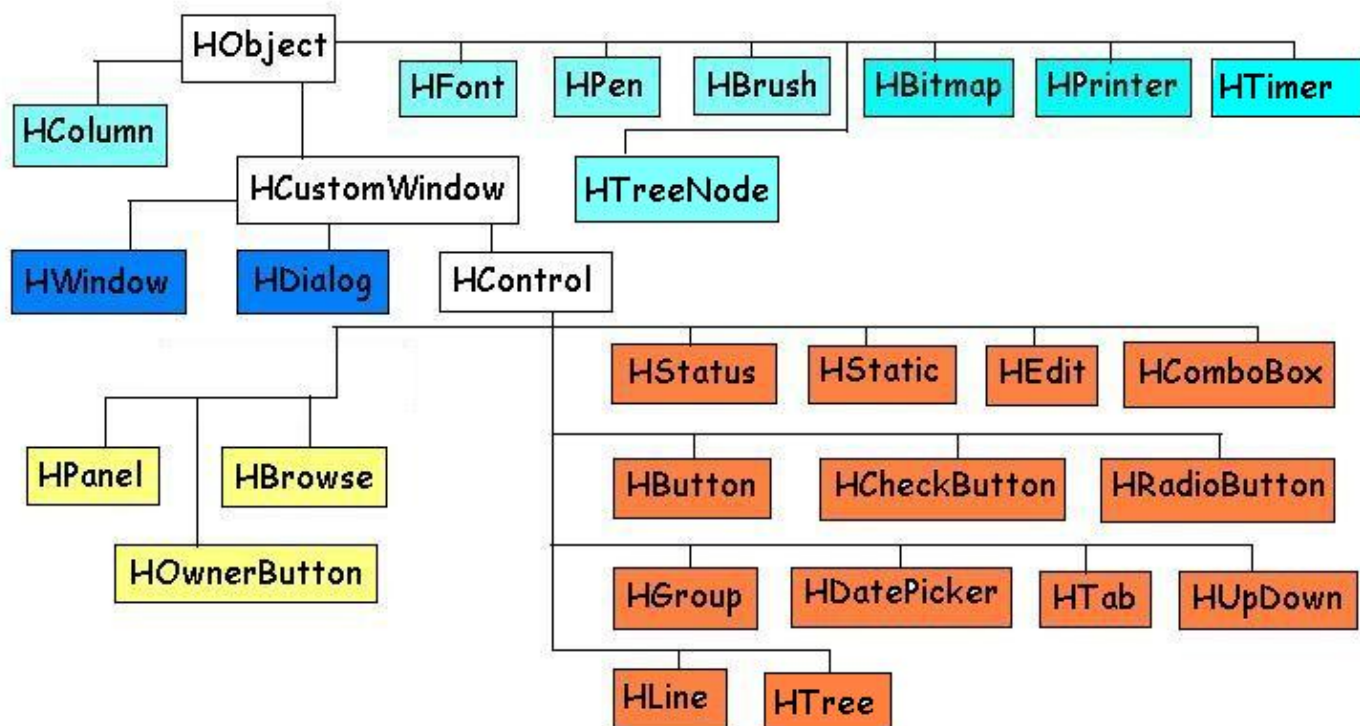 HObject
HFont
HPen
HBrush
HBitmap
HPrinter
HTimer
HColumn
HCustomWindow
HTreeNode
HWindow
HDialog
HControl
HStatus
HStatic
HEdit
HComboBox
HPanel
HBrowse
HButton
HCheckButton
HRadioButton
HOwnerButton
HGroup
HDatePicker
HTab
HUpDown
HLine
HTree